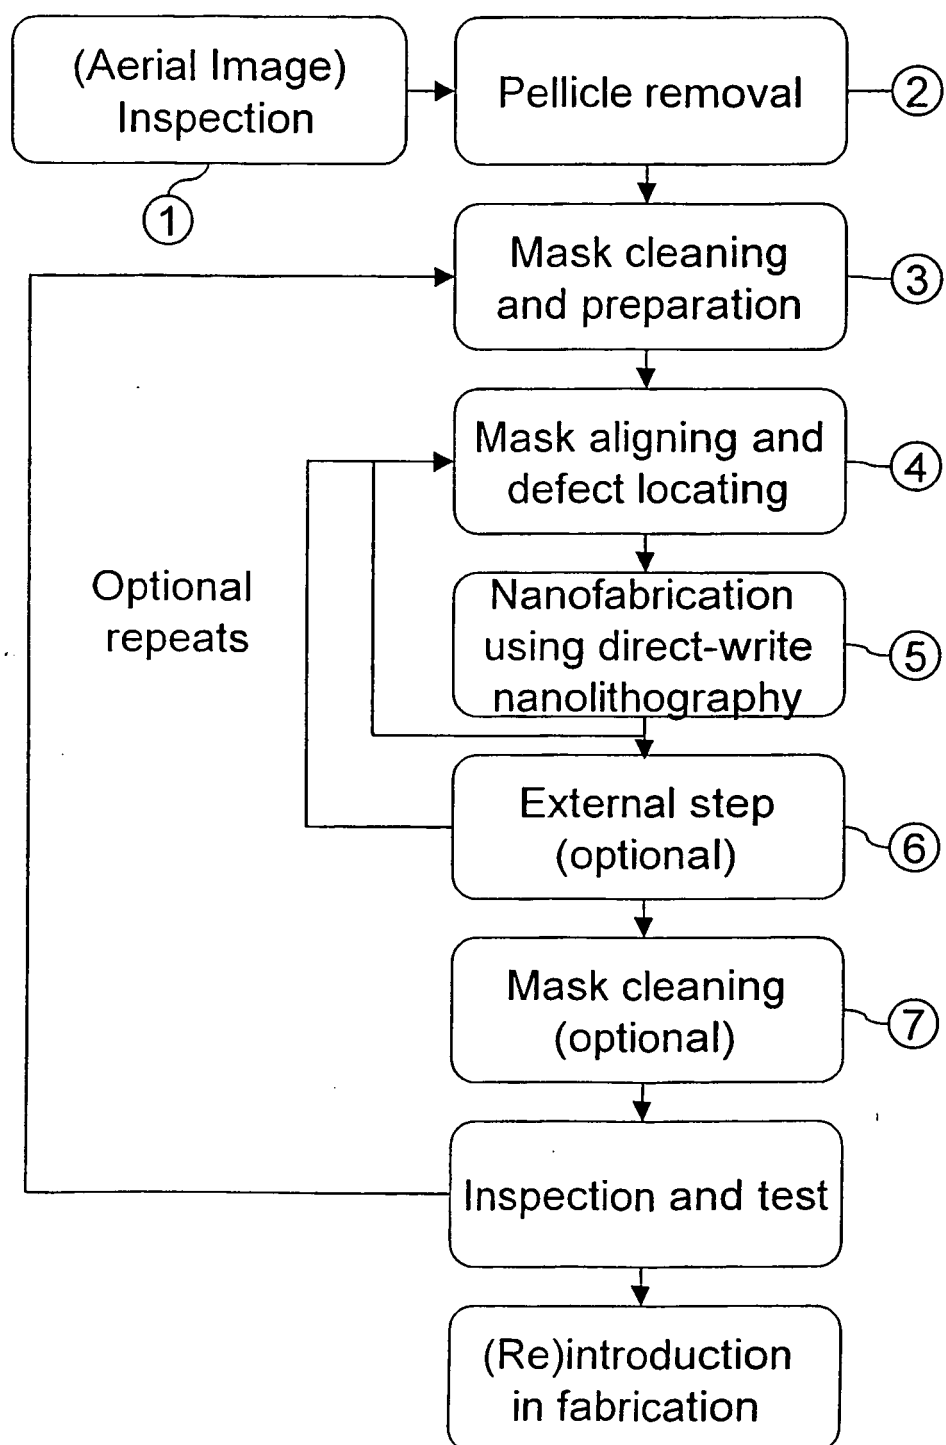 (Aerial Image)
Inspection
1
Pellicle removal
2
Mask cleaning
and preparation
3
Mask aligning and
defect locating
4
Optional
repeats
Nanofabrication
using direct-write
nanolithography
5
External step
(optional)
6
Mask cleaning
(optional)
7
Inspection and test
(Re)introduction
in fabrication